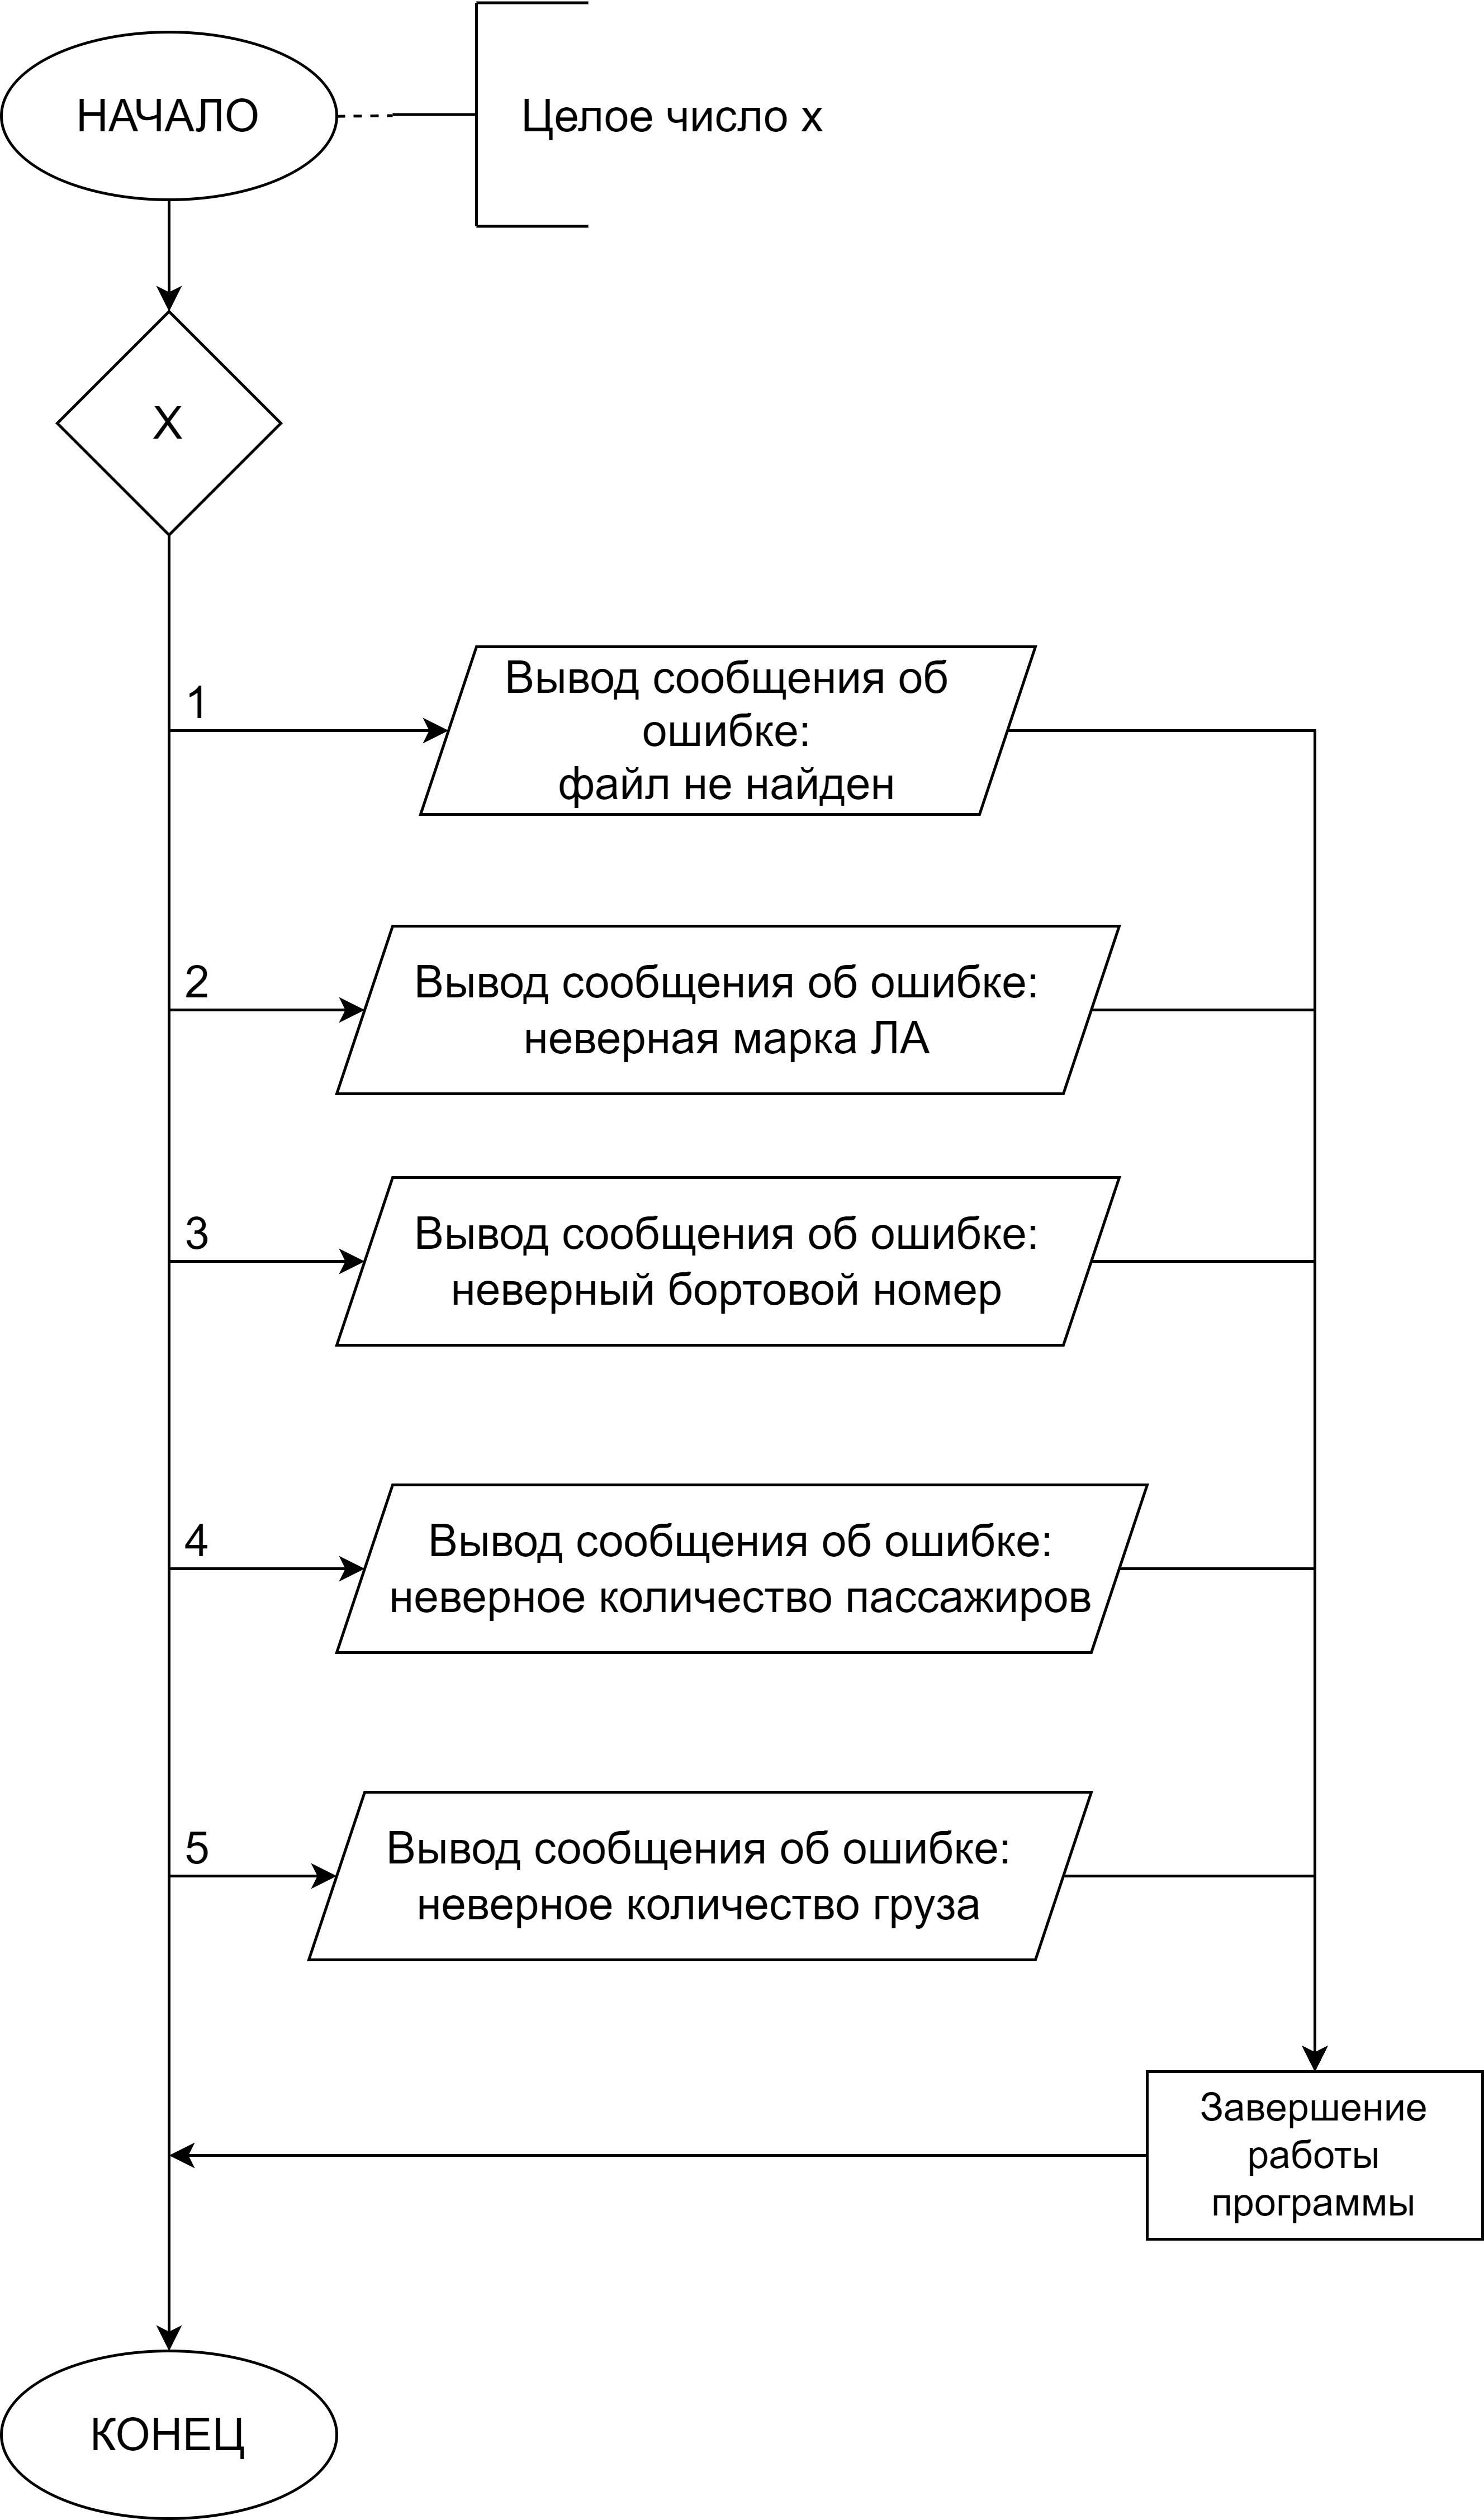 НАЧАЛО
Целое число x
X
1
Вывод сообщения об
ошибке:
файл не найден
2
Вывод сообщения об ошибке:
неверная марка ЛА
3
Вывод сообщения об ошибке:
неверный бортовой номер
4
Вывод сообщения об ошибке:
неверное количество пассажиров
5
Вывод сообщения об ошибке:
неверное количество груза
Завершение
работы
программы
КОНЕЦ